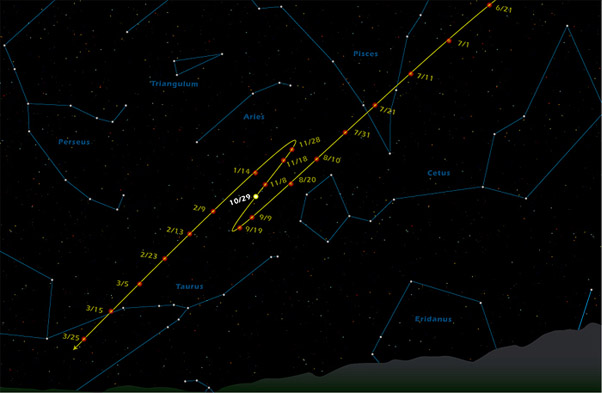 6/21
7/1
Pisces
7/11
Triangulum
7/21
Aries
7/31
Perseus
11/28
11/18
8/10
1/14
Cetus
11/8
8/20
10/29
2/9
9/9
2/13
9/19
2/23
3/5
Taurus
3/15
Eridanus
3/25